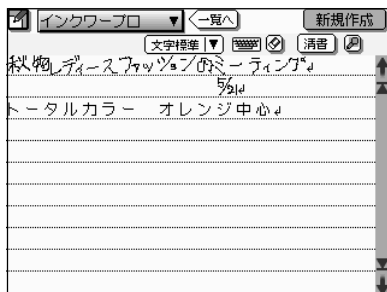 インクワープロ ▼ 一覧へ 新規作成
文字標準 ▼ 清書
秋物レディースファッションのミーティング↲
5/21↲
トータルカラー オレンジ中心↲